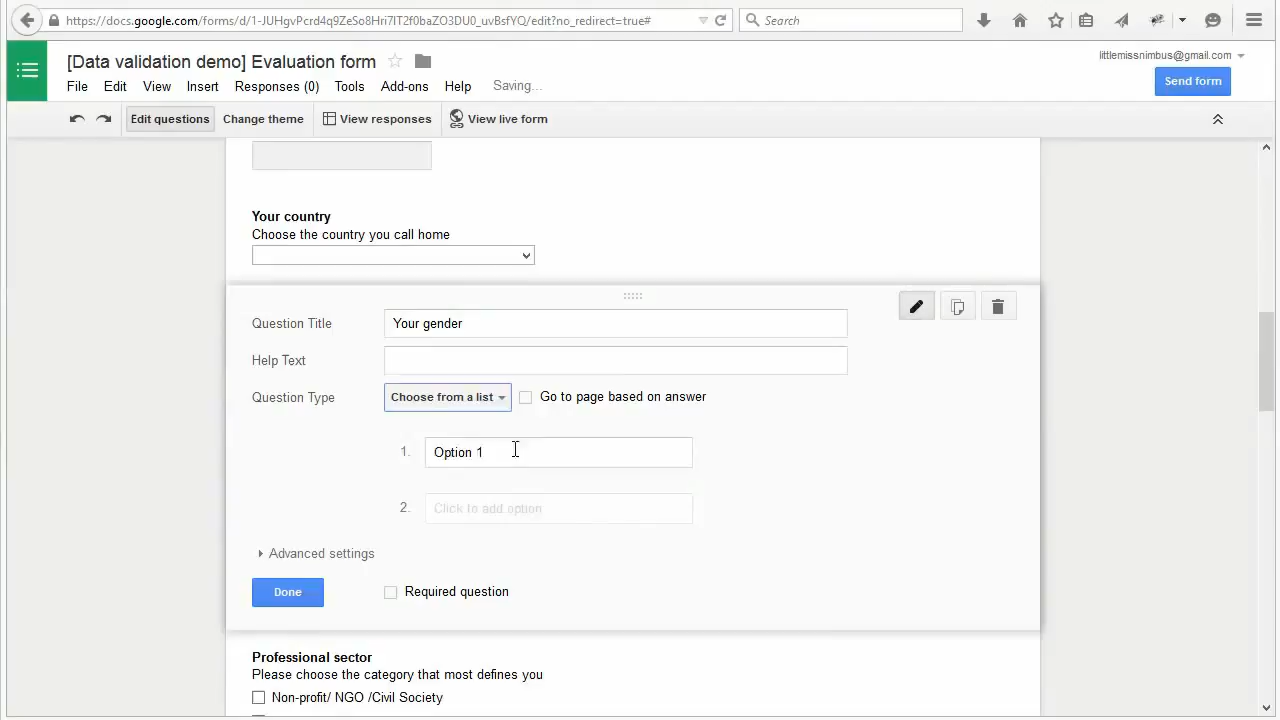 https://docs.google.com/forms/d/1-JUHgvPcrd4q9ZeSo8Hri7IT2f0baZO3DU0_uvBsfYQ/edit?no_redirect=true#
Search
[Data validation demo] Evaluation form
littlemissnimbus@gmail.com
File Edit View Insert Responses (0) Tools Add-ons Help Saving...
Send form
Edit questions Change theme View responses View live form
Your country
Choose the country you call home
Question Title Your gender
Help Text
Question Type Choose from a list Go to page based on answer
1. Option 1
2. Click to add option
Advanced settings
Done Required question
Professional sector
Please choose the category that most defines you
Non-profit/ NGO /Civil Society